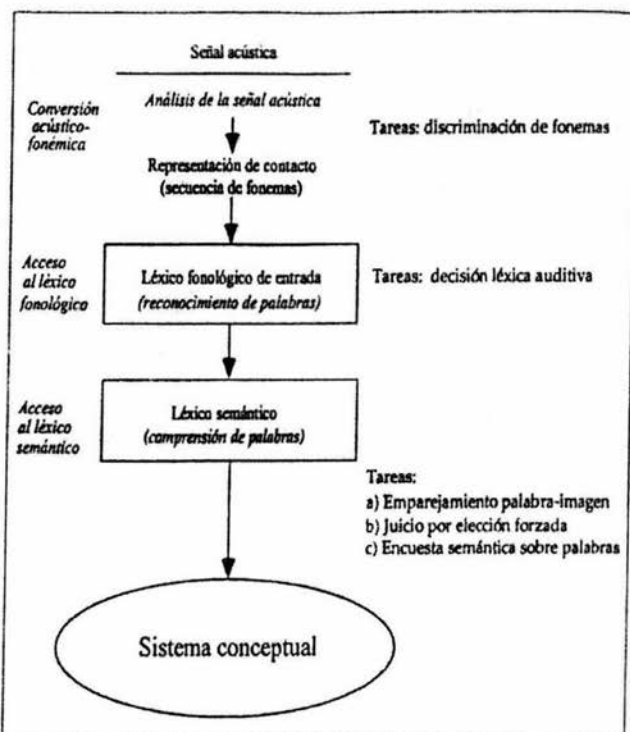 Señal acústica
Conversión
acústico-
fonémica
Análisis de la señal acústica
Tareas: discriminación de fonemas
Representación de contacto
(secuencia de fonemas)
Acceso
al léxico
fonológico
Léxico fonológico de entrada
(reconocimiento de palabras)
Tareas: decisión léxica auditiva
Acceso
al léxico
semántico
Léxico semántico
(comprensión de palabras)
Tareas:
a) Emparejamiento palabra-imagen
b) Juicio por elección forzada
c) Encuesta semántica sobre palabras
Sistema conceptual